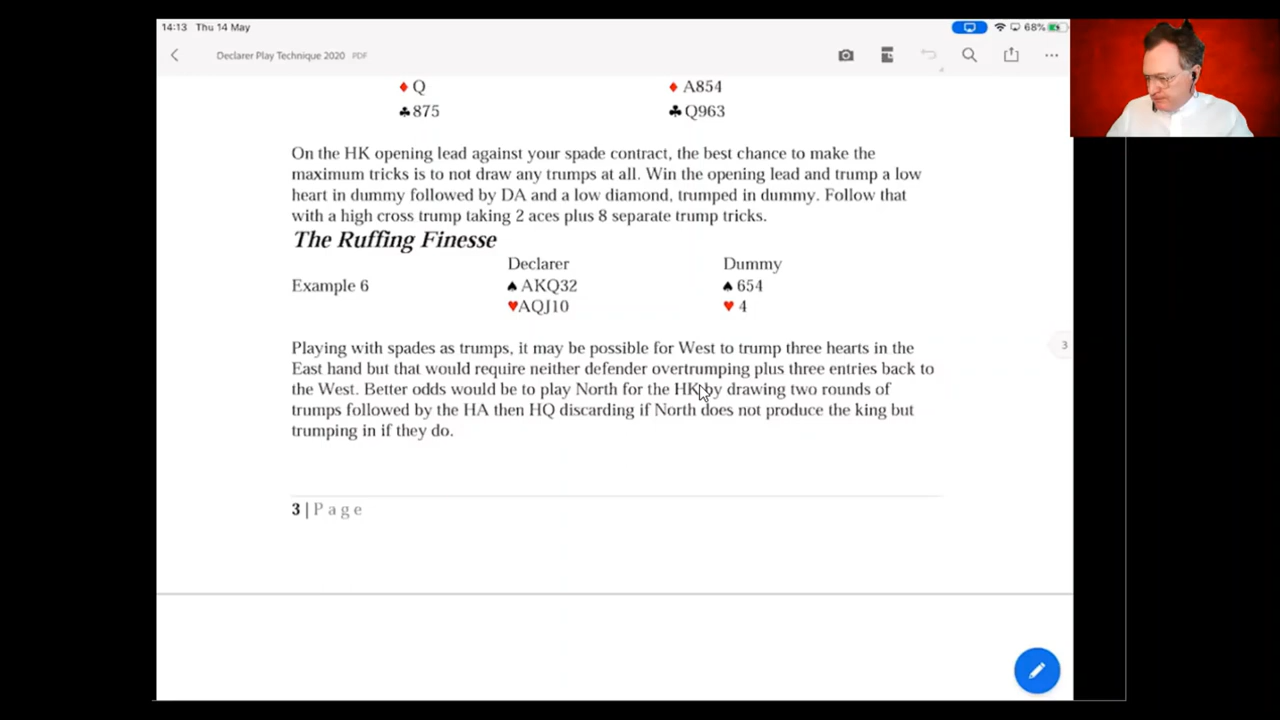 14:13 Thu 14 May
68%
Declarer Play Technique 2020 PDF
♦ Q ♦ A854
♣875 ♣Q963
On the HK opening lead against your spade contract, the best chance to make the
maximum tricks is to not draw any trumps at all. Win the opening lead and trump a low
heart in dummy followed by DA and a low diamond, trumped in dummy. Follow that
with a high cross trump taking 2 aces plus 8 separate trump tricks.
The Ruffing Finesse
Declarer Dummy
Example 6 ♠ AKQ32 ♠ 654
♥AQJ10 ♥ 4
3
Playing with spades as trumps, it may be possible for West to trump three hearts in the
East hand but that would require neither defender overtrumping plus three entries back to
the West. Better odds would be to play North for the HK by drawing two rounds of
trumps followed by the HA then HQ discarding if North does not produce the king but
trumping in if they do.
3 | P a g e